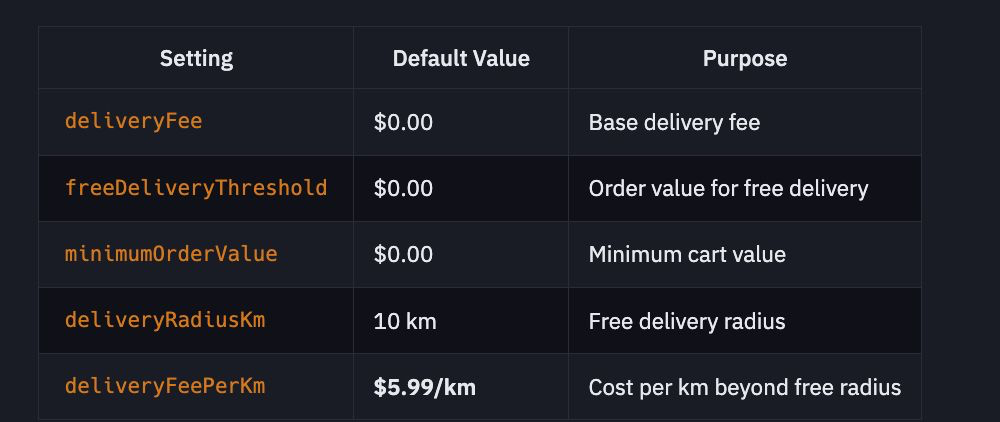 Setting Default Value Purpose
deliveryFee $0.00 Base delivery fee
freeDeliveryThreshold $0.00 Order value for free delivery
minimumOrderValue $0.00 Minimum cart value
deliveryRadiusKm 10 km Free delivery radius
deliveryFeePerKm $5.99/km Cost per km beyond free radius